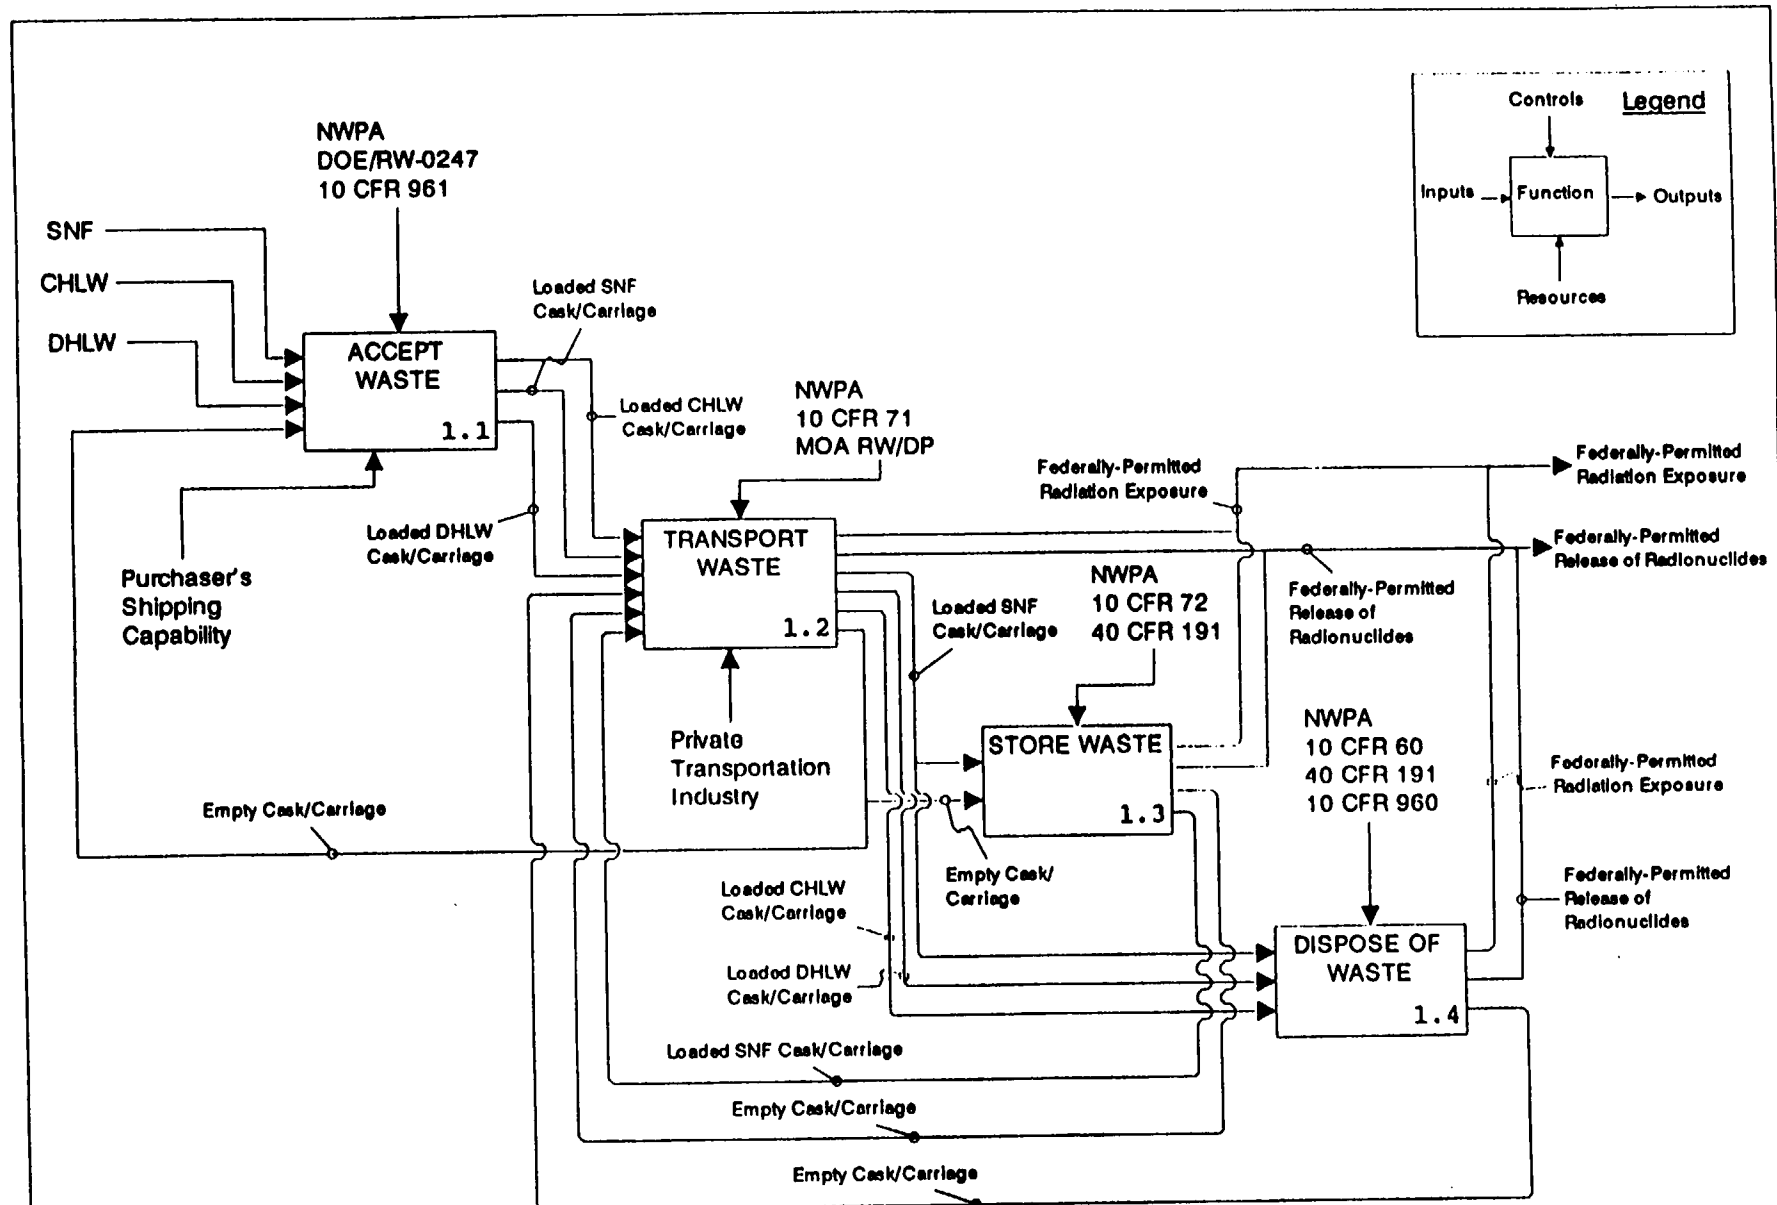 Controls
Legend
Inputs
Function
Outputs
Resources
NWPA
DOE/RW-0247
10 CFR 961
SNF
CHLW
DHLW
ACCEPT
WASTE
1.1
Loaded SNF
Cask/Carriage
Loaded CHLW
Cask/Carriage
Loaded DHLW
Cask/Carriage
Purchaser's
Shipping
Capability
NWPA
10 CFR 71
MOA RW/DP
TRANSPORT
WASTE
1.2
Private
Transportation
Industry
Federally-Permitted
Radiation Exposure
Federally-Permitted
Radiation Exposure
Federally-Permitted
Release of Radionuclides
Federally-Permitted
Release of
Radionuclides
Loaded SNF
Cask/Carriage
NWPA
10 CFR 72
40 CFR 191
STORE WASTE
1.3
Empty Cask/Carriage
Empty Cask/
Carriage
NWPA
10 CFR 60
40 CFR 191
10 CFR 960
Federally-Permitted
Radiation Exposure
Federally-Permitted
Release of
Radionuclides
DISPOSE OF
WASTE
1.4
Loaded CHLW
Cask/Carriage
Loaded DHLW
Cask/Carriage
Loaded SNF Cask/Carriage
Empty Cask/Carriage
Empty Cask/Carriage